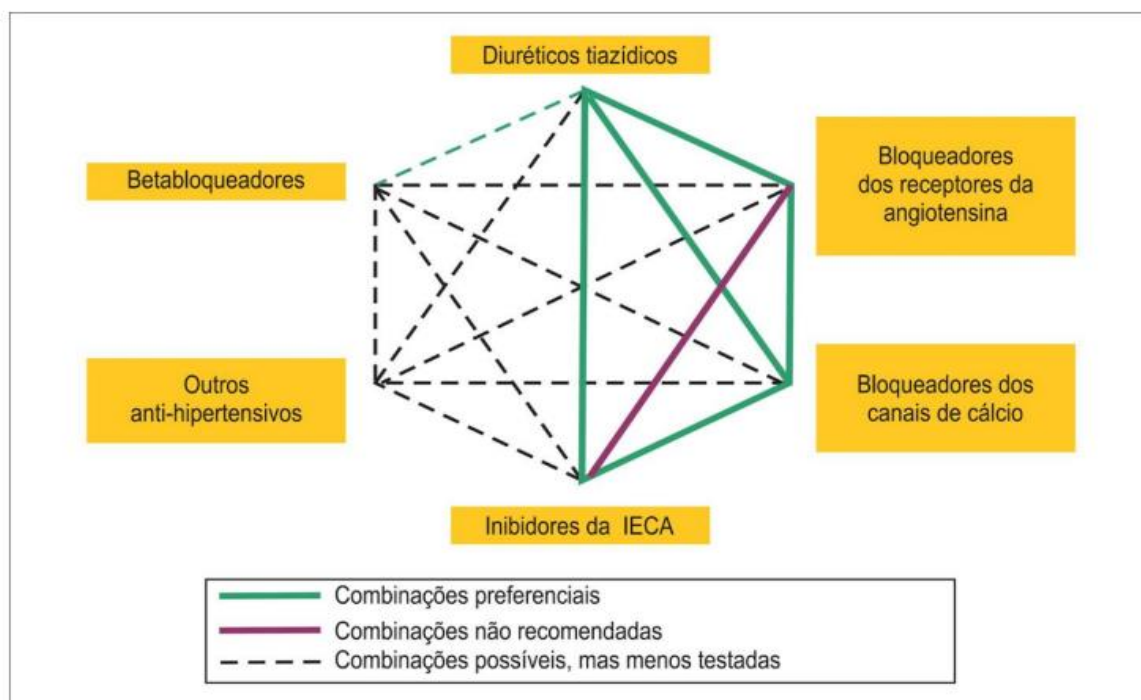 Diuréticos tiazídicos
Betabloqueadores
Bloqueadores
dos receptores da
angiotensina
Outros
anti-hipertensivos
Bloqueadores dos
canais de cálcio
Inibidores da IECA
Combinações preferenciais
Combinações não recomendadas
Combinações possíveis, mas menos testadas